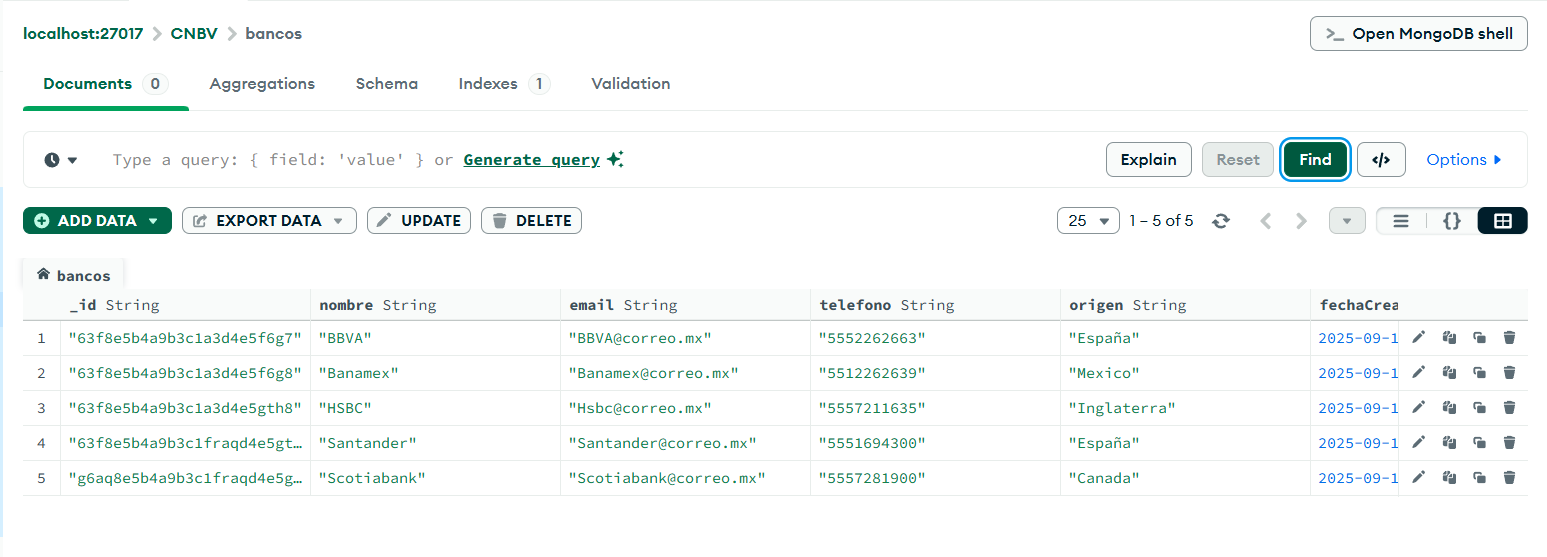 localhost:27017 > CNBV > bancos
>_ Open MongoDB shell
Documents 0 Aggregations Schema Indexes 1 Validation
Type a query: { field: 'value' } or Generate query
Explain Reset Find </> Options
ADD DATA EXPORT DATA UPDATE DELETE 25 1 – 5 of 5 {}
bancos
_id String nombre String email String telefono String origen String fechaCrea
1 "63f8e5b4a9b3c1a3d4e5f6g7" "BBVA" "BBVA@correo.mx" "5552262663" "España" 2025-09-1
2 "63f8e5b4a9b3c1a3d4e5f6g8" "Banamex" "Banamex@correo.mx" "5512262639" "Mexico" 2025-09-1
3 "63f8e5b4a9b3c1a3d4e5gth8" "HSBC" "Hsbc@correo.mx" "5557211635" "Inglaterra" 2025-09-1
4 "63f8e5b4a9b3c1fraqd4e5gt… "Santander" "Santander@correo.mx" "5551694300" "España" 2025-09-1
5 "g6aq8e5b4a9b3c1fraqd4e5g… "Scotiabank" "Scotiabank@correo.mx" "5557281900" "Canada" 2025-09-1